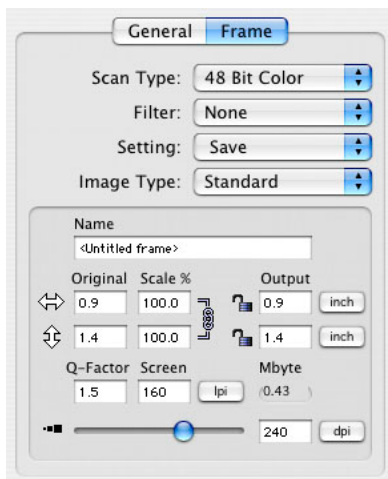 General Frame
Scan Type: 48 Bit Color
Filter: None
Setting: Save
Image Type: Standard
Name
<Untitled frame>
Original Scale % Output
0.9 100.0 0.9 inch
1.4 100.0 1.4 inch
Q-Factor Screen Mbyte
1.5 160 lpi 0.43
240 dpi